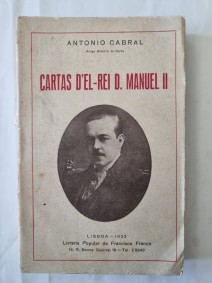 ANTONIO CABRAL
CARTAS D'EL-REI D. MANUEL II
LISBOA - 1933
Livraria Popular de Francisco Franco